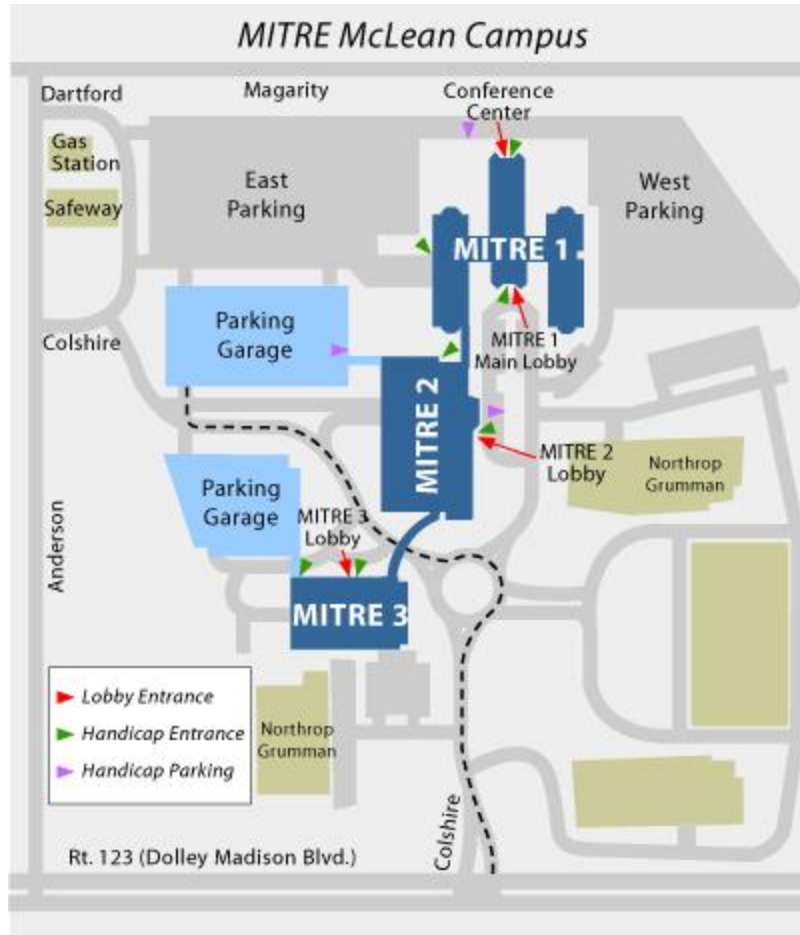 MITRE McLean Campus
Dartford
Magarity
Conference
Center
Gas
Station
Safeway
East
Parking
West
Parking
MITRE 1
Colshire
Parking
Garage
MITRE 1
Main Lobby
MITRE 2
MITRE 2
Lobby
Northrop
Grumman
Anderson
Parking
Garage
MITRE 3
Lobby
MITRE 3
Lobby Entrance
Handicap Entrance
Handicap Parking
Northrop
Grumman
Colshire
Rt. 123 (Dolley Madison Blvd.)